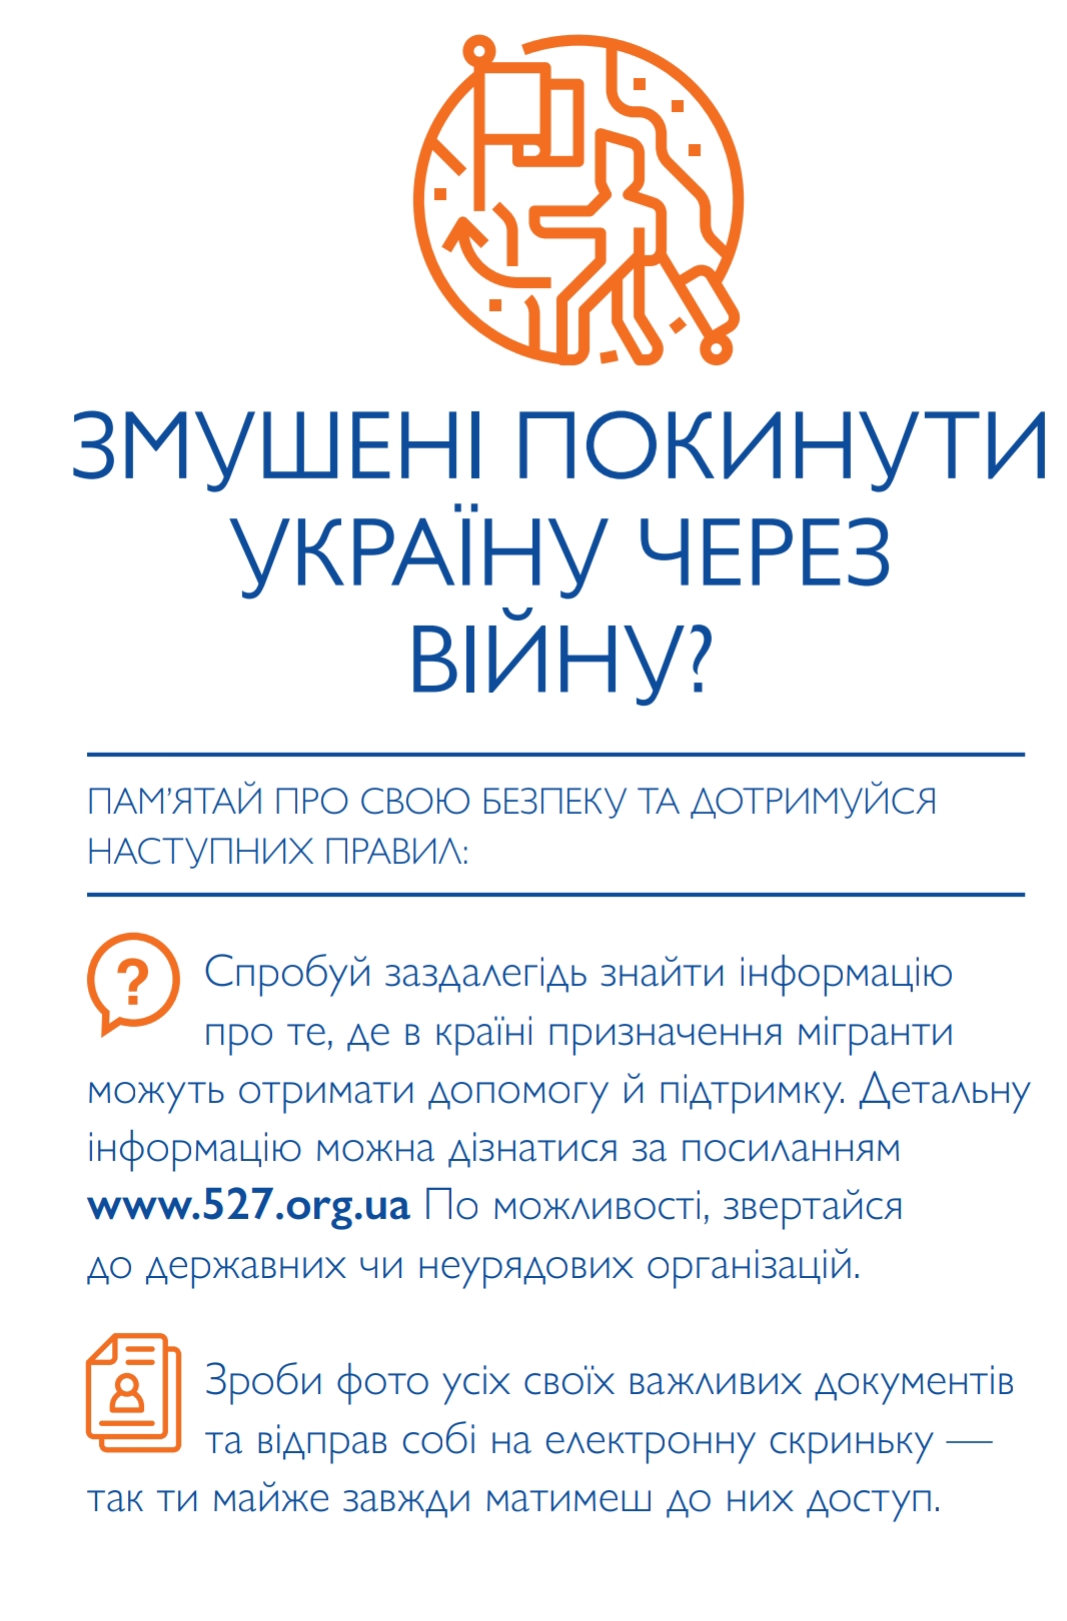 ЗМУШЕНІ ПОКИНУТИ
УКРАЇНУ ЧЕРЕЗ
ВІЙНУ?
ПАМ’ЯТАЙ ПРО СВОЮ БЕЗПЕКУ ТА ДОТРИМУЙСЯ
НАСТУПНИХ ПРАВИЛ:
?
Спробуй заздалегідь знайти інформацію
про те, де в країні призначення мігранти
можуть отримати допомогу й підтримку. Детальну
інформацію можна дізнатися за посиланням
www.527.org.ua По можливості, звертайся
до державних чи неурядових організацій.
Зроби фото усіх своїх важливих документів
та відправ собі на електронну скриньку —
так ти майже завжди матимеш до них доступ.